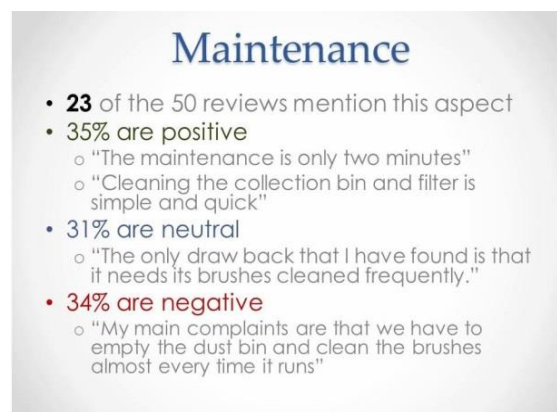 Maintenance
• 23 of the 50 reviews mention this aspect
• 35% are positive
o “The maintenance is only two minutes”
o “Cleaning the collection bin and filter is
simple and quick”
• 31% are neutral
o “The only draw back that I have found is that
it needs its brushes cleaned frequently.”
• 34% are negative
o “My main complaints are that we have to
empty the dust bin and clean the brushes
almost every time it runs”